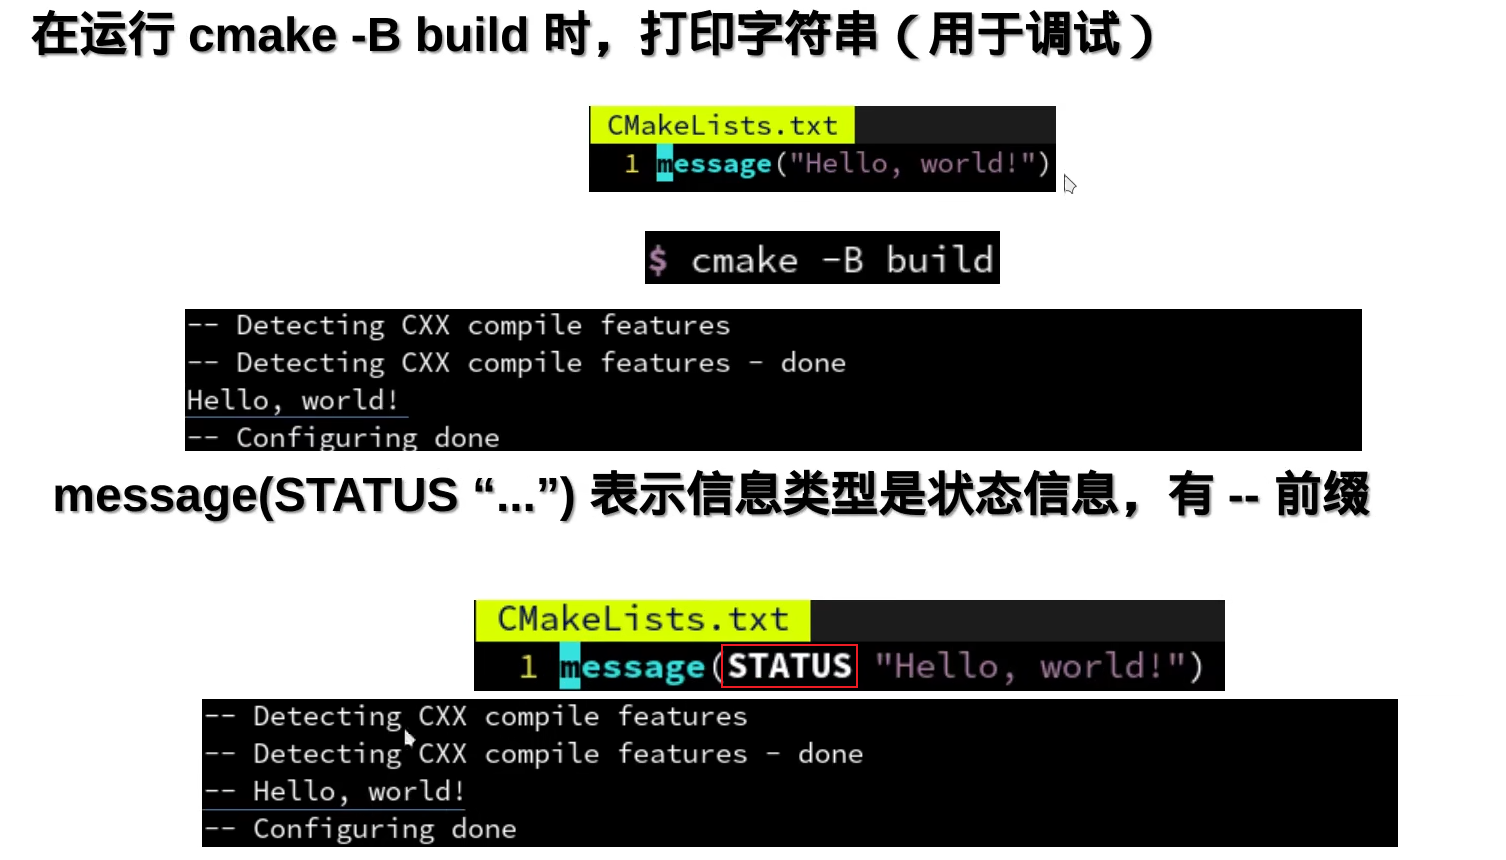 在运行 cmake -B build 时，打印字符串（用于调试）
CMakeLists.txt
1 message("Hello, world!")
$ cmake -B build
-- Detecting CXX compile features
-- Detecting CXX compile features - done
Hello, world!
-- Configuring done
message(STATUS “...”) 表示信息类型是状态信息，有 -- 前缀
CMakeLists.txt
1 message(STATUS "Hello, world!")
-- Detecting CXX compile features
-- Detecting CXX compile features - done
-- Hello, world!
-- Configuring done